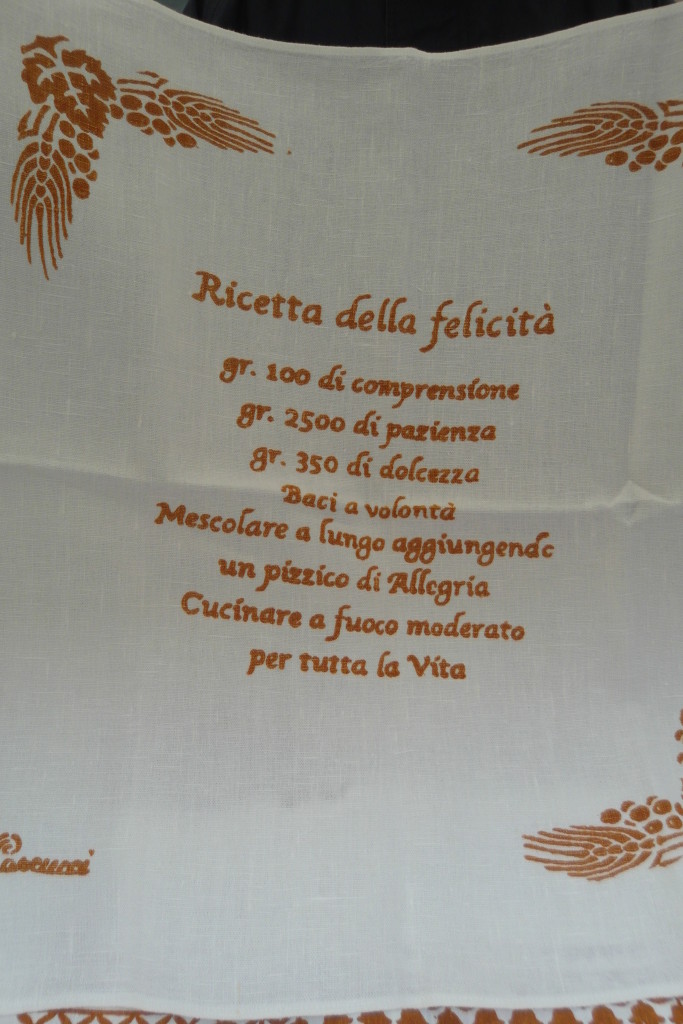 Ricetta della felicità
gr. 100 di comprensione
gr. 2500 di pazienza
gr. 350 di dolcezza
Baci a volontà
Mescolare a lungo aggiungendo
un pizzico di Allegria
Cucinare a fuoco moderato
per tutta la Vita
Pascucci